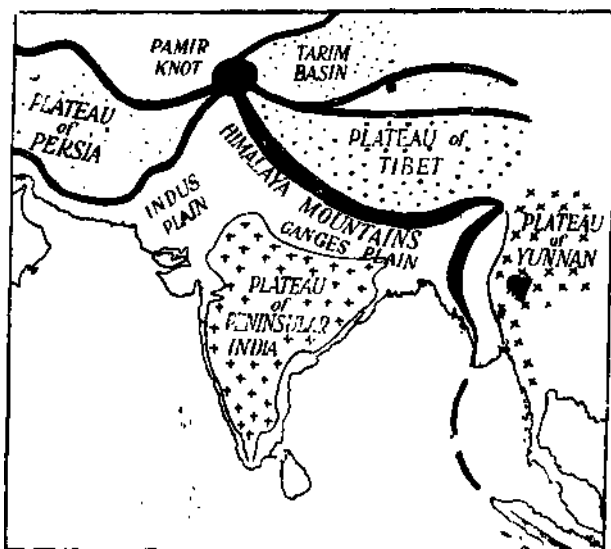 PAMIR
KNOT
TARIM
BASIN
PLATEAU
of
PERSIA
PLATEAU of
TIBET
HIMALAYA MOUNTAINS
INDUS
PLAIN
GANGES PLAIN
PLATEAU
of
YUNNAN
PLATEAU
of
PENINSULAR
INDIA